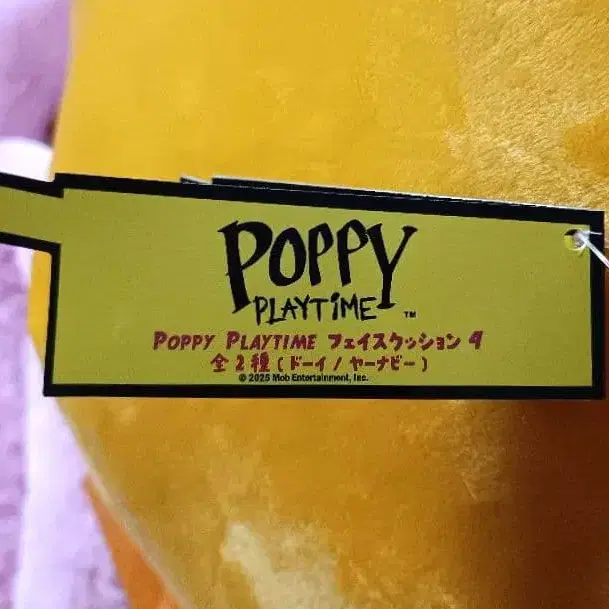 POPPY
PLAYTIME™
POPPY PLAYTIME フェイスクッション 4
全2種(ドーイ/ヤーナビー)
© 2025 Mob Entertainment, Inc.